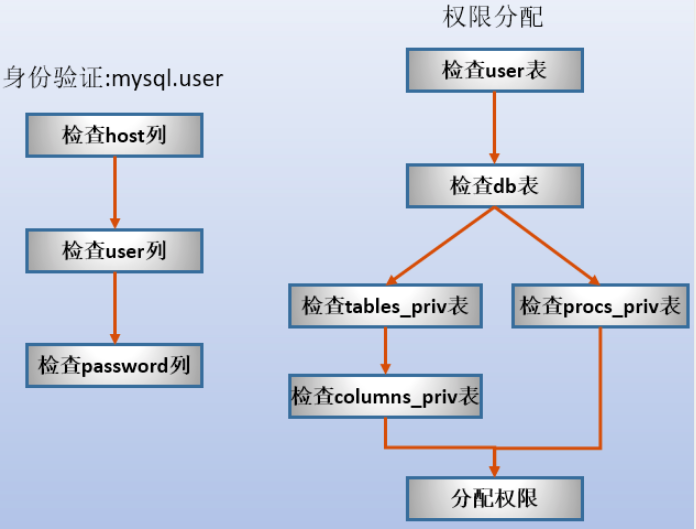 身份验证:mysql.user
检查host列
检查user列
检查password列
权限分配
检查user表
检查db表
检查tables_priv表
检查procs_priv表
检查columns_priv表
分配权限